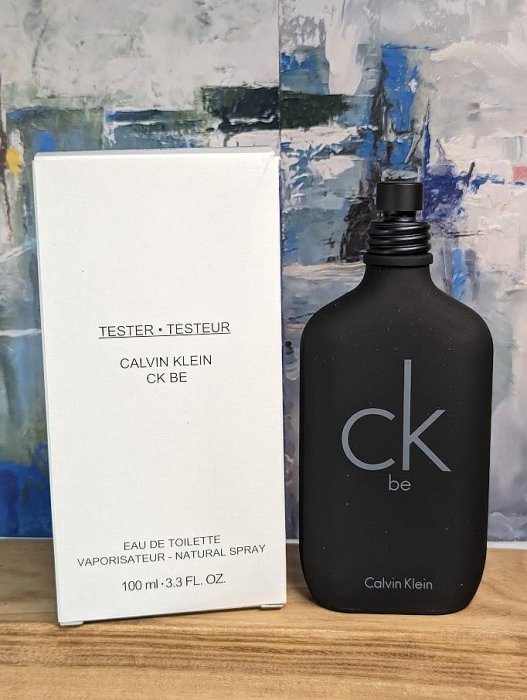 TESTER • TESTEUR
CALVIN KLEIN
CK BE
EAU DE TOILETTE
VAPORISATEUR - NATURAL SPRAY
100 ml • 3.3 FL. OZ.
ck
be
Calvin Klein